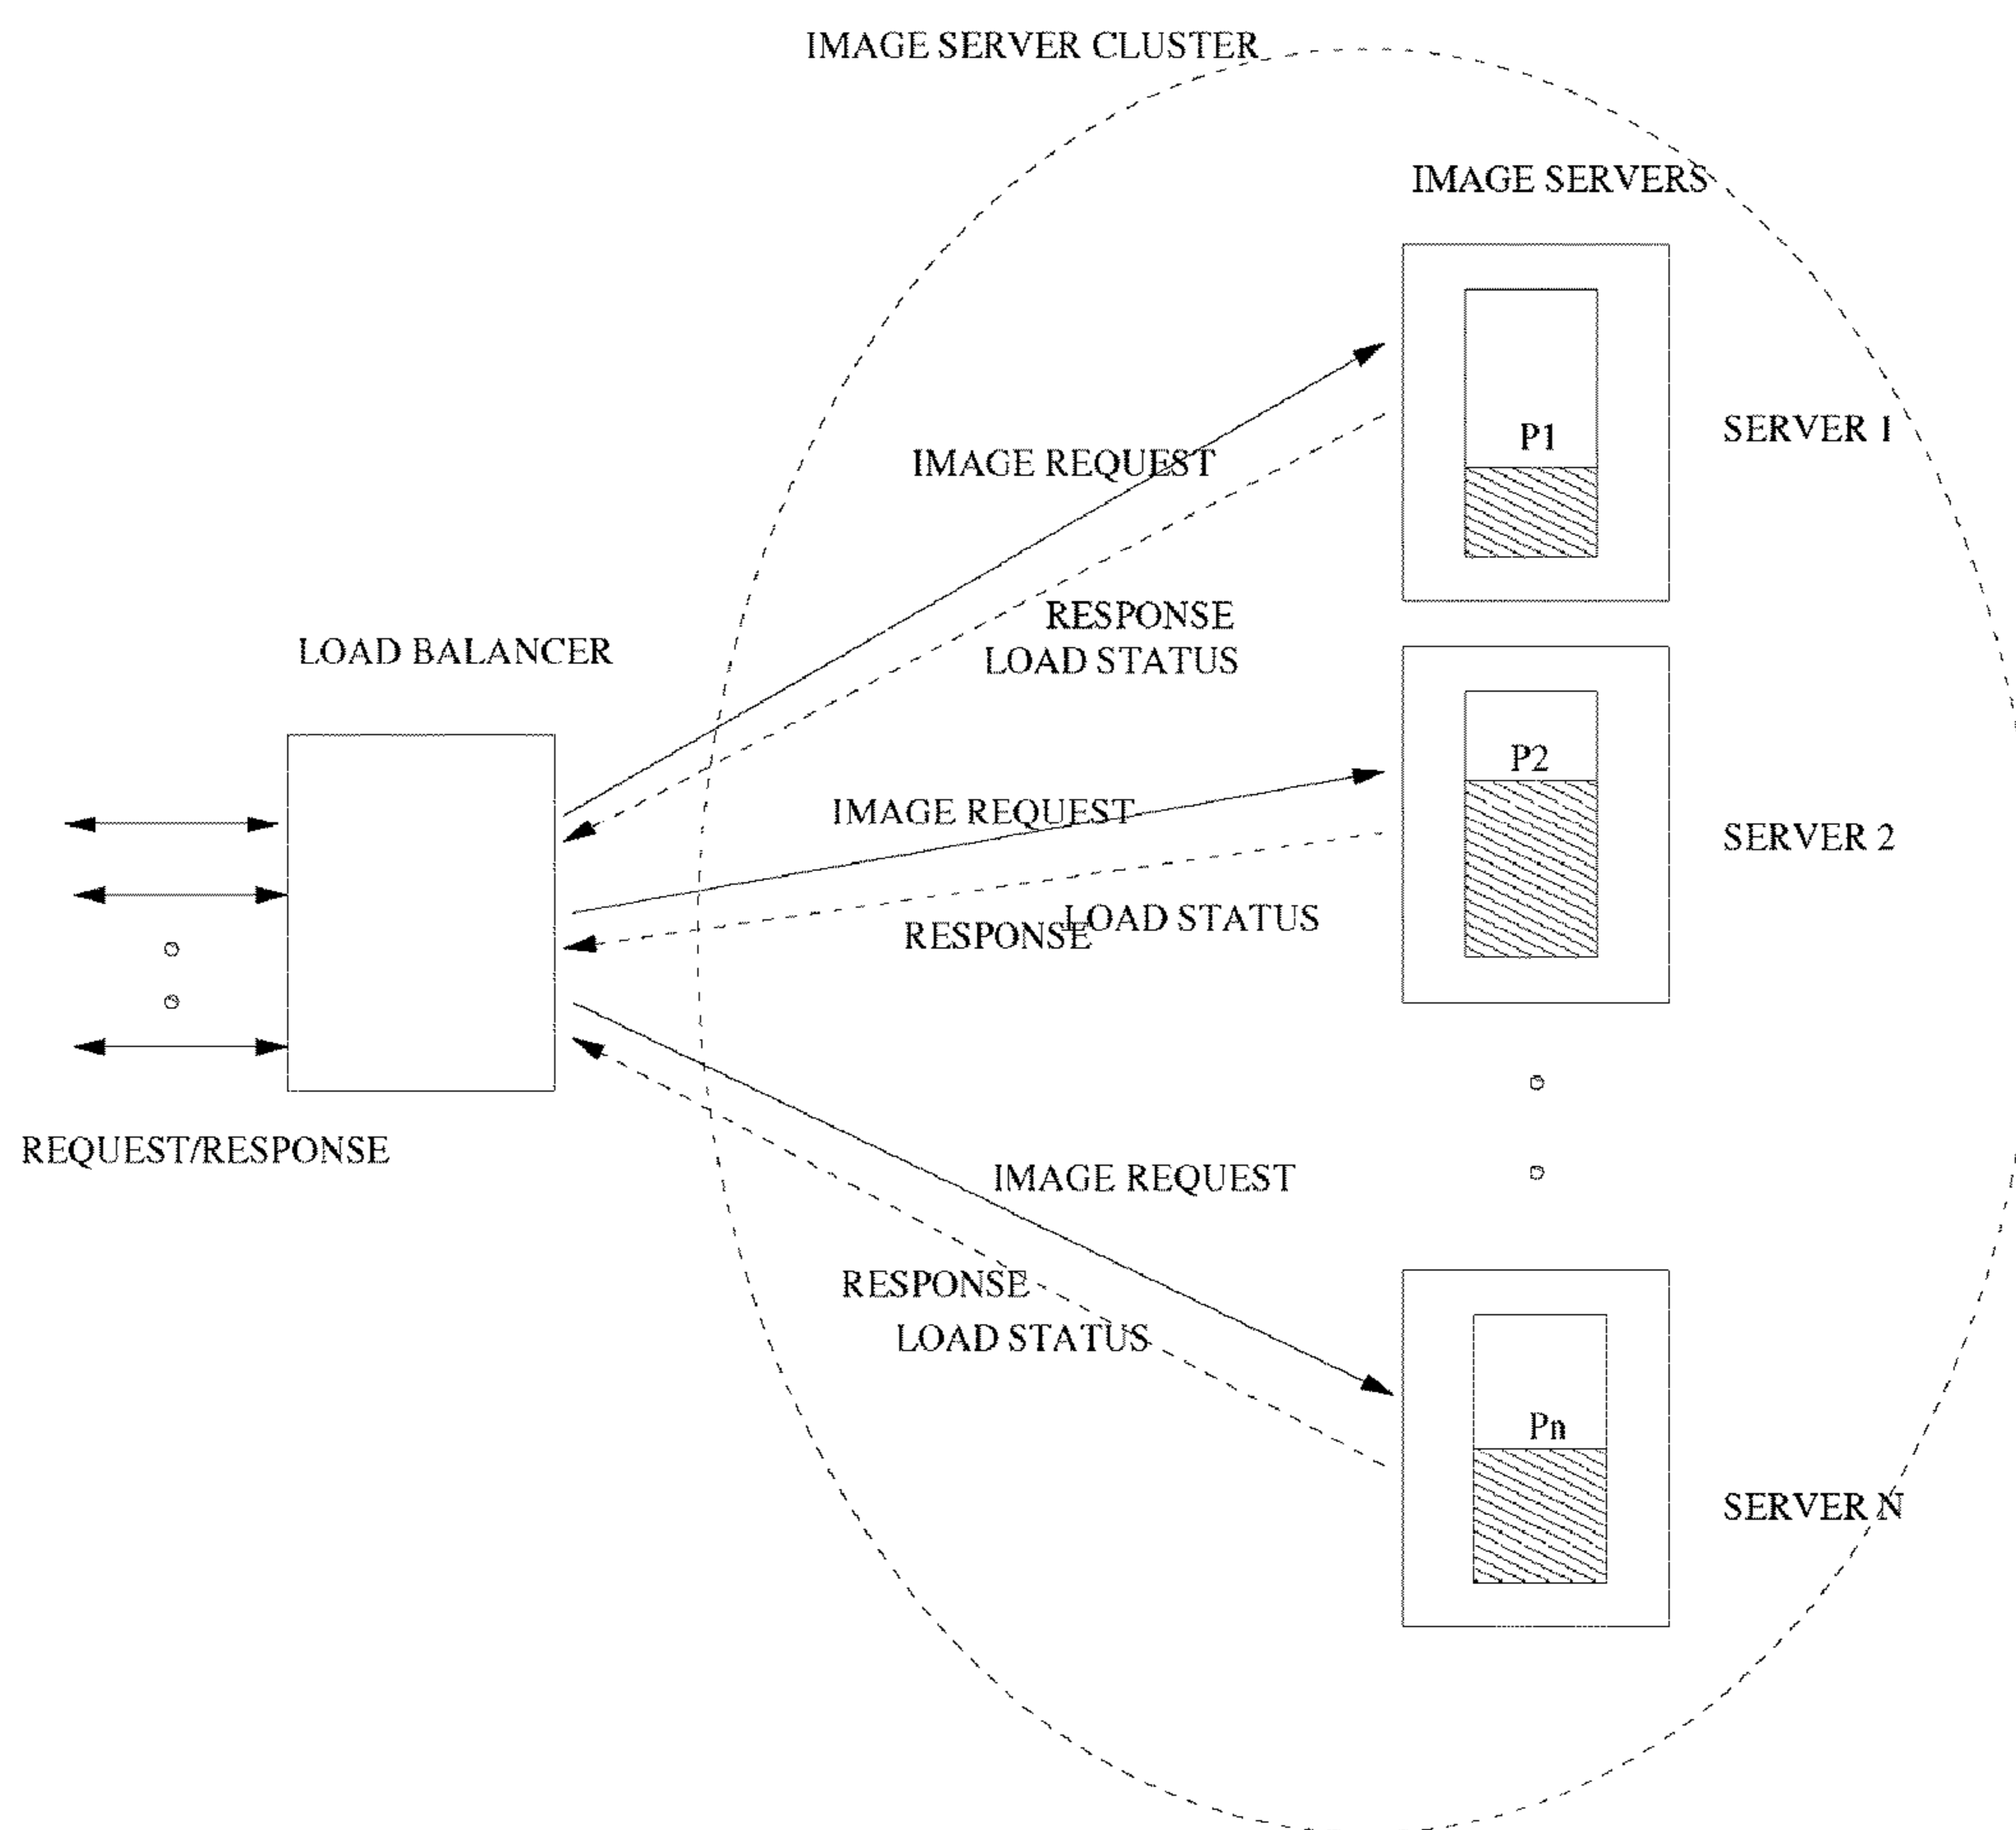 IMAGE SERVER CLUSTER
IMAGE SERVERS
P1
SERVER 1
IMAGE REQUEST
RESPONSE
LOAD STATUS
LOAD BALANCER
P2
IMAGE REQUEST
SERVER 2
LOAD STATUS
RESPONSE
REQUEST/RESPONSE
IMAGE REQUEST
RESPONSE
LOAD STATUS
Pn
SERVER N